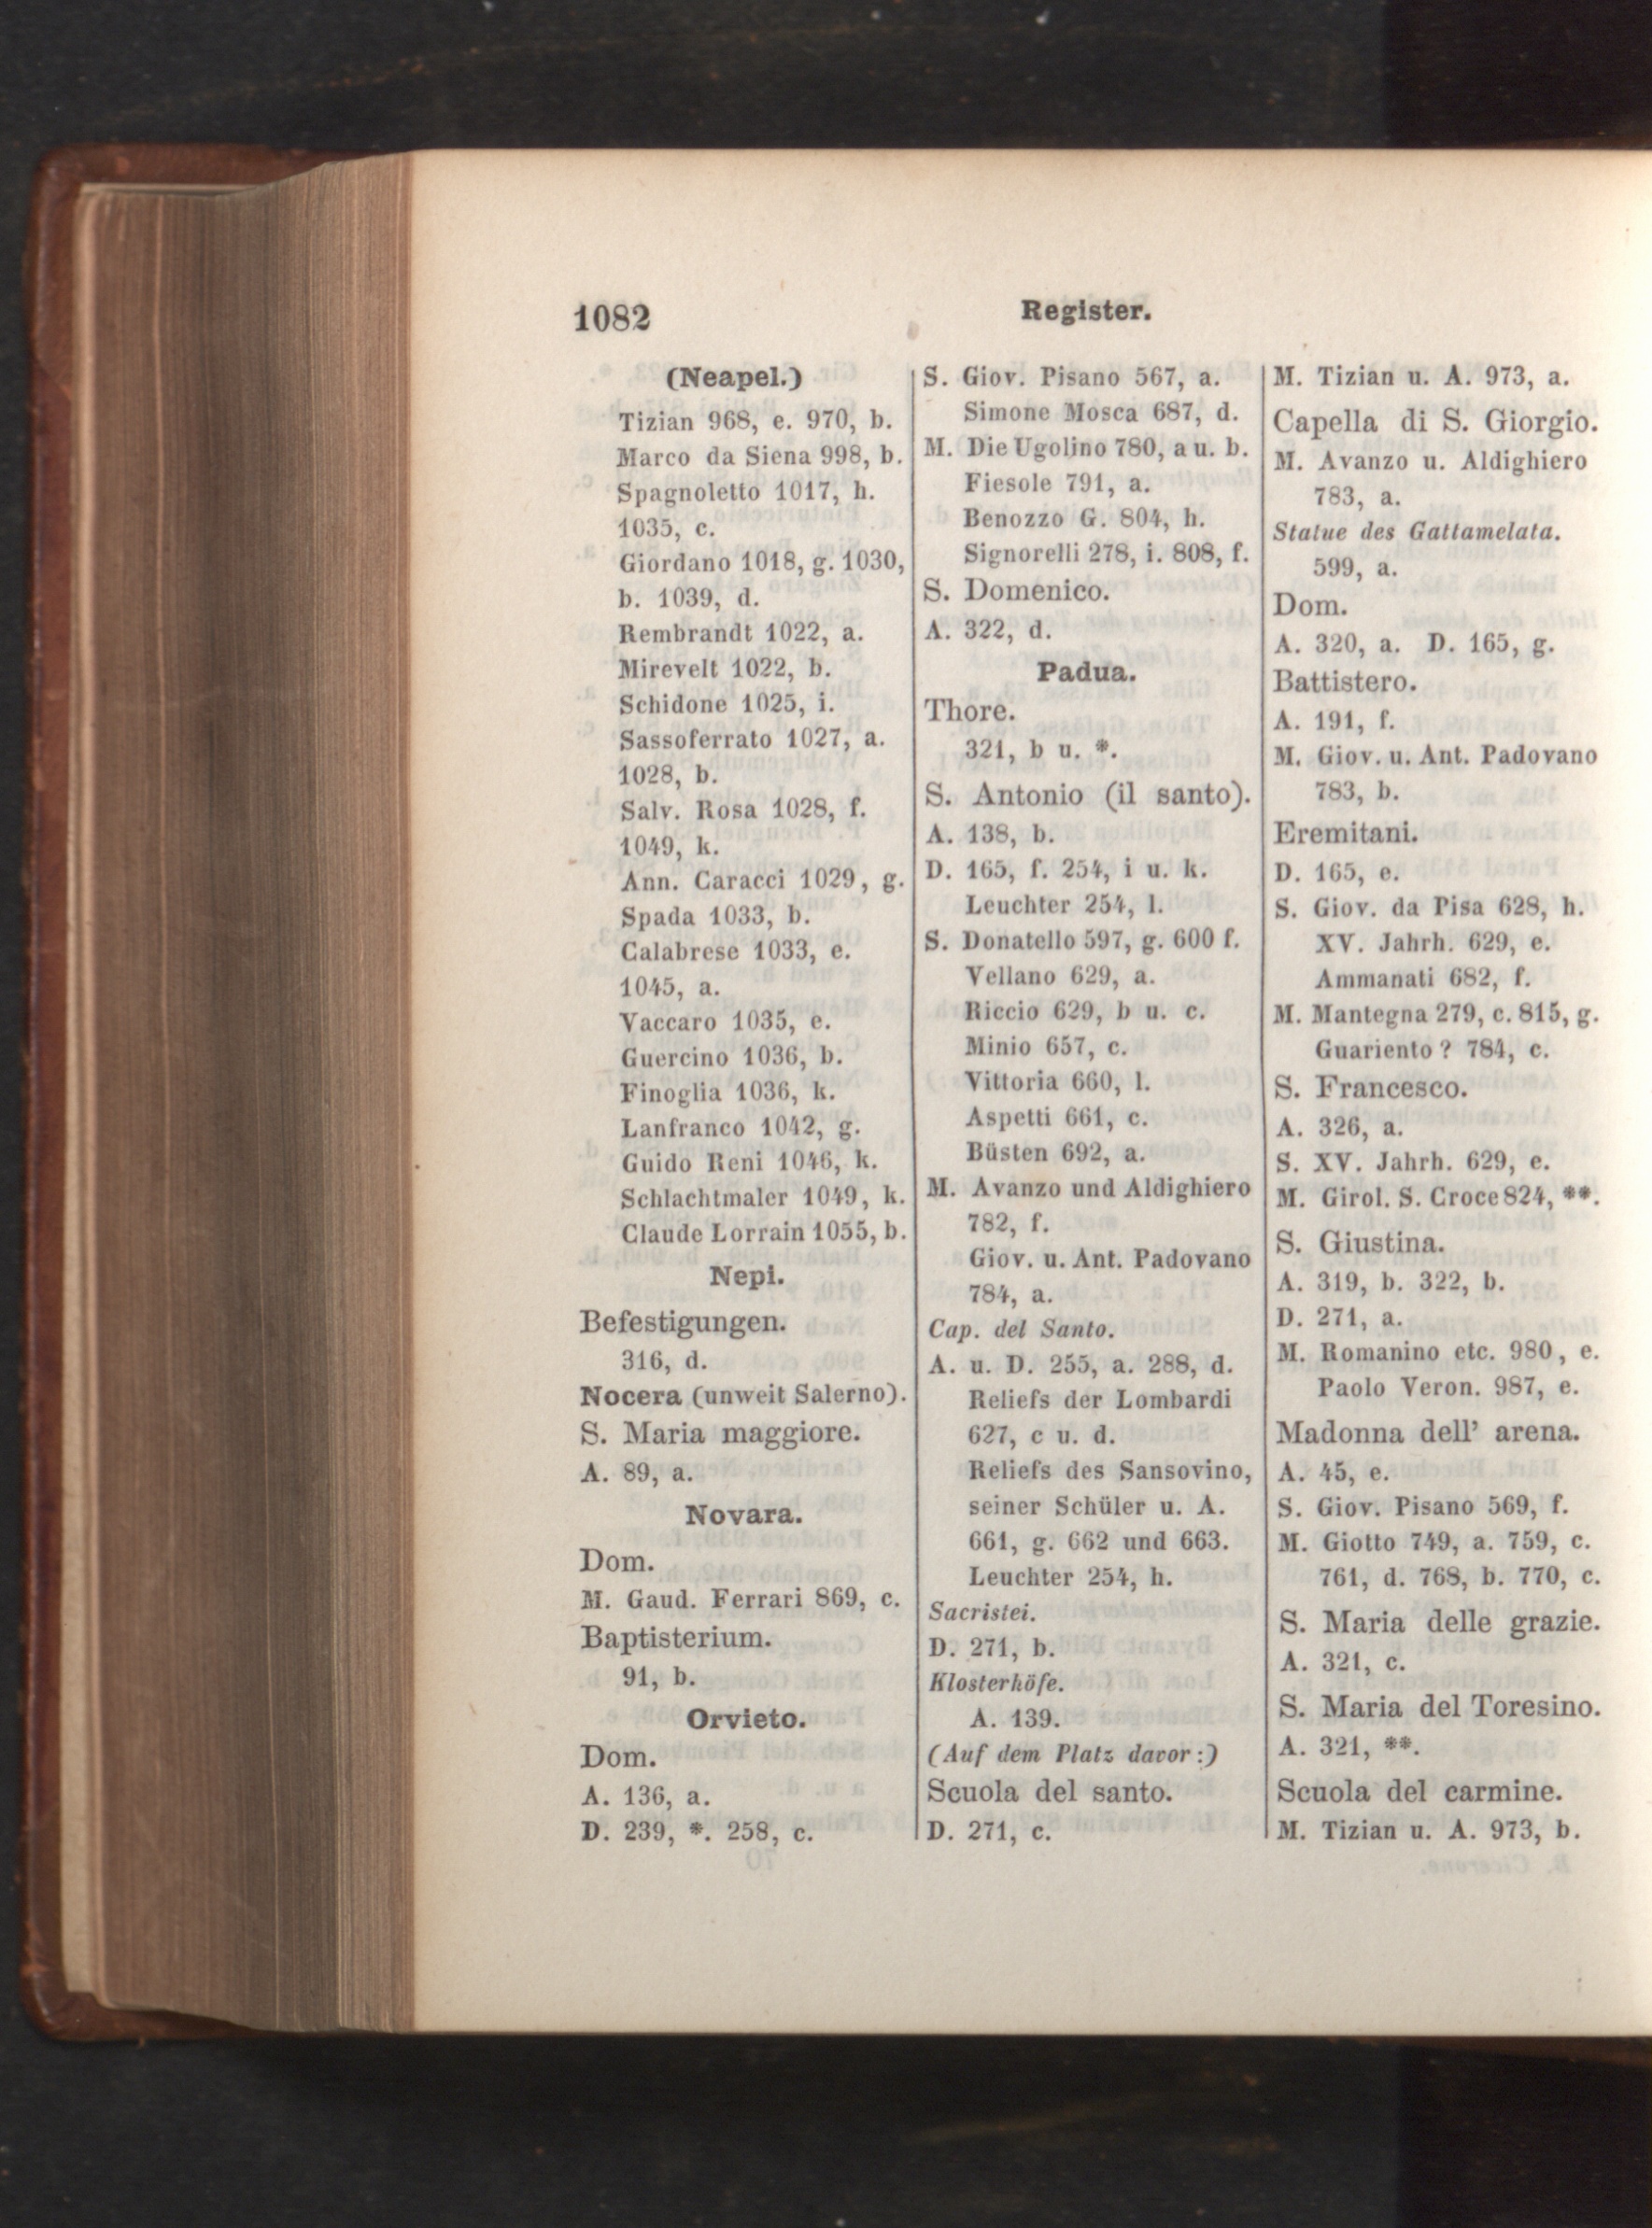 1082
Register.
(Neapel.)
Tizian 968, e. 970, b.
Marco da Siena 998, b.
Spagnoletto 1017, h.
1035, c.
Giordano 1018, g. 1030,
b. 1039, d.
Rembrandt 1022, a.
Mirevelt 1022, b.
Schidone 1025, i.
Sassoferrato 1027, a.
1028, b.
Salv. Rosa 1028, f.
1049, k.
Ann. Caracci 1029, g.
Spada 1033, b.
Calabrese 1033, e.
1045, a.
Vaccaro 1035, e.
Guercino 1036, b.
Finoglia 1036, k.
Lanfranco 1042, g.
Guido Reni 1046, k.
Schlachtmaler 1049, k.
Claude Lorrain 1055, b.
Nepi.
Befestigungen.
316, d.
Nocera (unweit Salerno).
S. Maria maggiore.
A. 89, a.
Novara.
Dom.
M. Gaud. Ferrari 869, c.
Baptisterium.
91, b.
Orvieto.
Dom.
A. 136, a.
D. 239, *. 258, c.
S. Giov. Pisano 567, a.
Simone Mosca 687, d.
M. Die Ugolino 780, a u. b.
Fiesole 791, a.
Benozzo G. 804, h.
Signorelli 278, i. 808, f.
S. Domenico.
A. 322, d.
Padua.
Thore.
321, b u. *.
S. Antonio (il santo).
A. 138, b.
D. 165, f. 254, i u. k.
Leuchter 254, l.
S. Donatello 597, g. 600 f.
Vellano 629, a.
Riccio 629, b u. c.
Minio 657, c.
Vittoria 660, l.
Aspetti 661, c.
Büsten 692, a.
M. Avanzo und Aldighiero
782, f.
Giov. u. Ant. Padovano
784, a.
Cap. del Santo.
A. u. D. 255, a. 288, d.
Reliefs der Lombardi
627, c u. d.
Reliefs des Sansovino,
seiner Schüler u. A.
661, g. 662 und 663.
Leuchter 254, h.
Sacristei.
D. 271, b.
Klosterhöfe.
A. 139.
(Auf dem Platz davor:)
Scuola del santo.
D. 271, c.
M. Tizian u. A. 973, a.
Capella di S. Giorgio.
M. Avanzo u. Aldighiero
783, a.
Statue des Gattamelata.
599, a.
Dom.
A. 320, a. D. 165, g.
Battistero.
A. 191, f.
M. Giov. u. Ant. Padovano
783, b.
Eremitani.
D. 165, e.
S. Giov. da Pisa 628, h.
XV. Jahrh. 629, e.
Ammanati 682, f.
M. Mantegna 279, c. 815, g.
Guariento? 784, c.
S. Francesco.
A. 326, a.
S. XV. Jahrh. 629, e.
M. Girol. S. Croce 824, **.
S. Giustina.
A. 319, b. 322, b.
D. 271, a.
M. Romanino etc. 980, e.
Paolo Veron. 987, e.
Madonna dell' arena.
A. 45, e.
S. Giov. Pisano 569, f.
M. Giotto 749, a. 759, c.
761, d. 768, b. 770, c.
S. Maria delle grazie.
A. 321, c.
S. Maria del Toresino.
A. 321, **.
Scuola del carmine.
M. Tizian u. A. 973, b.